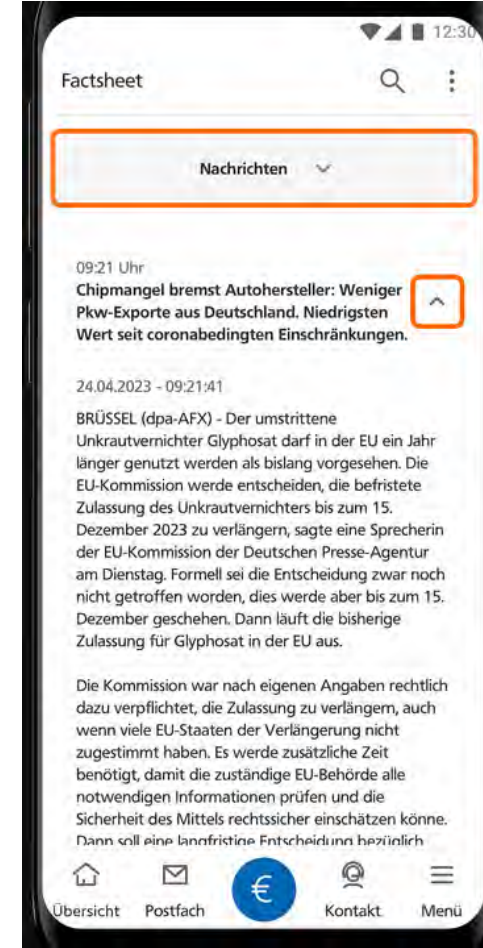 12:30
Factsheet
Nachrichten
09:21 Uhr
Chipmangel bremst Autohersteller: Weniger
Pkw-Exporte aus Deutschland. Niedrigsten
Wert seit coronabedingten Einschränkungen.
24.04.2023 - 09:21:41
BRÜSSEL (dpa-AFX) - Der umstrittene
Unkrautvernichter Glyphosat darf in der EU ein Jahr
länger genutzt werden als bislang vorgesehen. Die
EU-Kommission werde entscheiden, die befristete
Zulassung des Unkrautvernichters bis zum 15.
Dezember 2023 zu verlängern, sagte eine Sprecherin
der EU-Kommission der Deutschen Presse-Agentur
am Dienstag. Formell sei die Entscheidung zwar noch
nicht getroffen worden, dies werde aber bis zum 15.
Dezember geschehen. Dann läuft die bisherige
Zulassung für Glyphosat in der EU aus.
Die Kommission war nach eigenen Angaben rechtlich
dazu verpflichtet, die Zulassung zu verlängern, auch
wenn viele EU-Staaten der Verlängerung nicht
zugestimmt haben. Es werde zusätzliche Zeit
benötigt, damit die zuständige EU-Behörde alle
notwendigen Informationen prüfen und die
Sicherheit des Mittels rechtssicher einschätzen könne.
Dann soll eine langfristige Entscheidung bezüglich
€
Übersicht Postfach Kontakt Menü